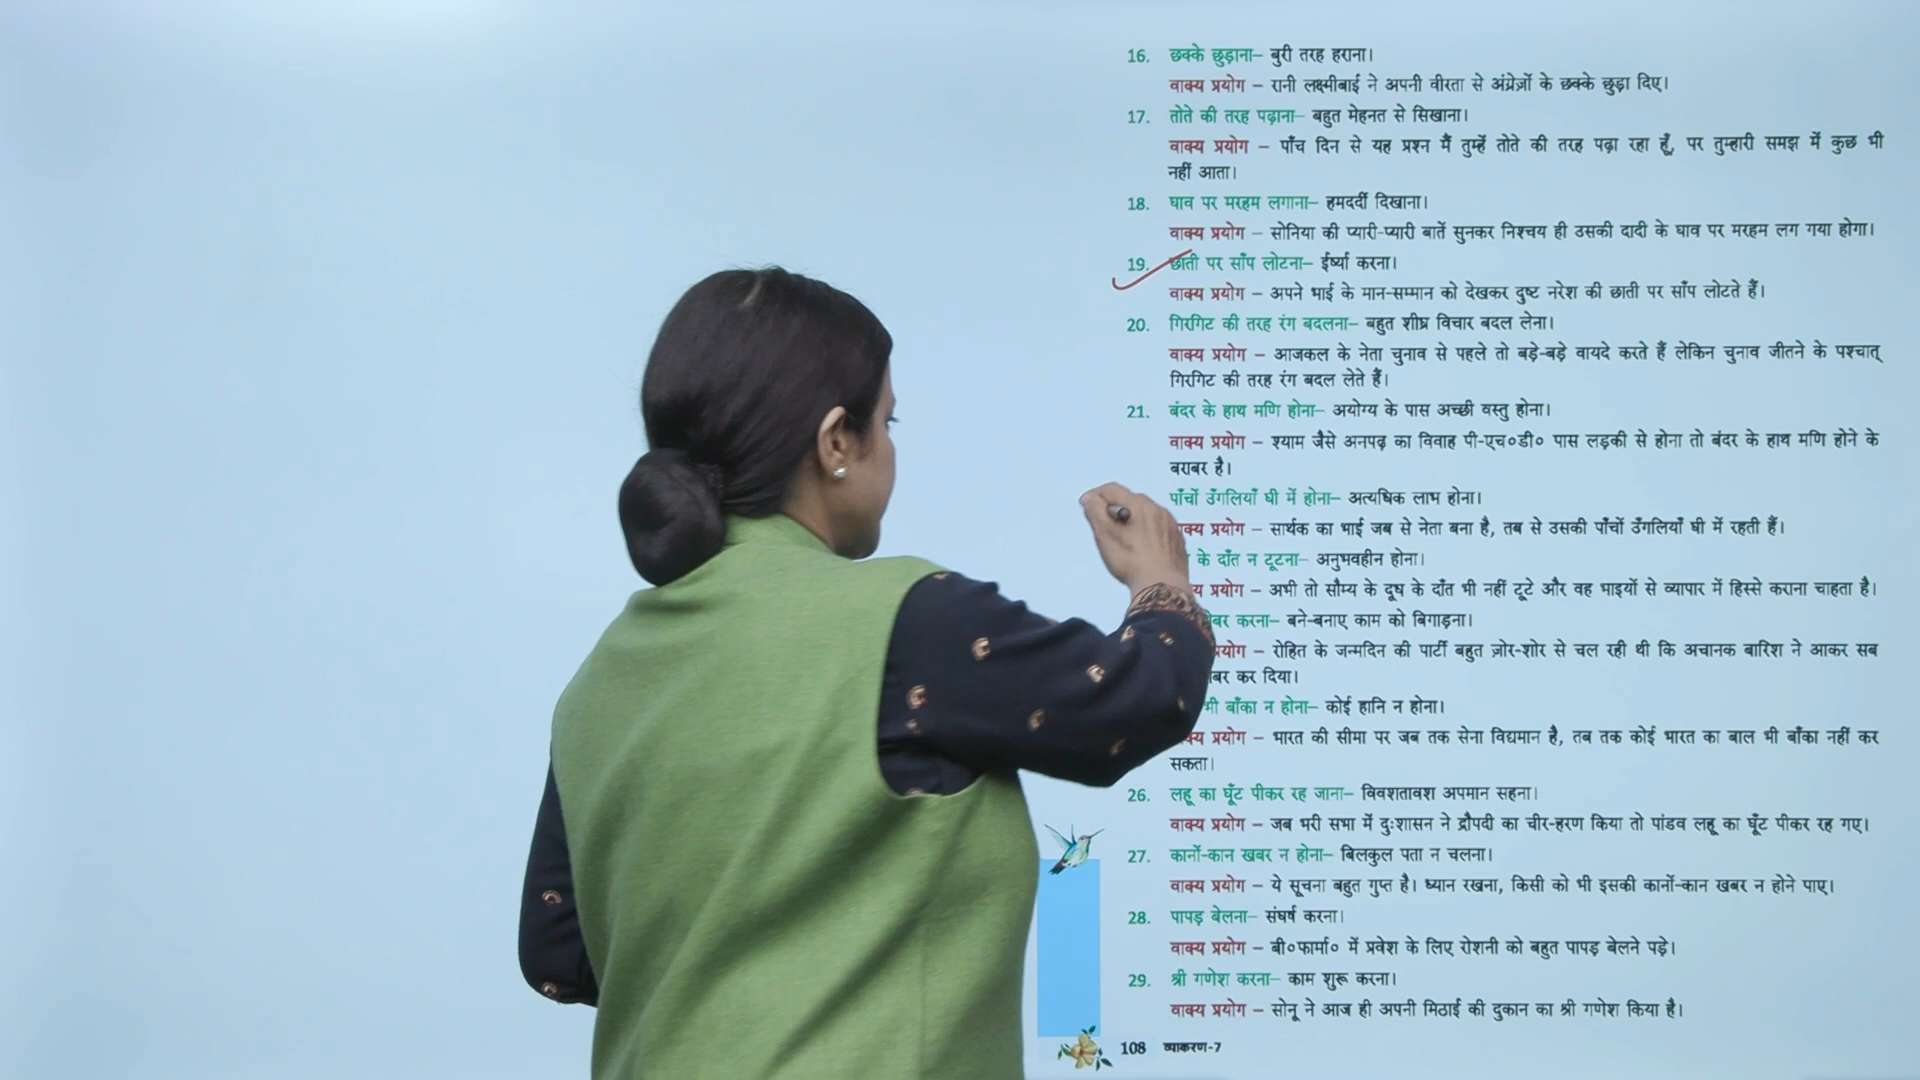 16. छक्के छुड़ाना– बुरी तरह हराना।
वाक्य प्रयोग – रानी लक्ष्मीबाई ने अपनी वीरता से अंग्रेज़ों के छक्के छुड़ा दिए।
17. तोते की तरह पढ़ाना– बहुत मेहनत से सिखाना।
वाक्य प्रयोग – पाँच दिन से यह प्रश्न मैं तुम्हें तोते की तरह पढ़ा रहा हूँ, पर तुम्हारी समझ में कुछ भी
नहीं आता।
18. घाव पर मरहम लगाना– हमदर्दी दिखाना।
वाक्य प्रयोग – सोनिया की प्यारी-प्यारी बातें सुनकर निश्चय ही उसकी दादी के घाव पर मरहम लग गया होगा।
19. छाती पर साँप लोटना– ईर्ष्या करना।
वाक्य प्रयोग – अपने भाई के मान-सम्मान को देखकर दुष्ट नरेश की छाती पर साँप लोटते हैं।
20. गिरगिट की तरह रंग बदलना– बहुत शीघ्र विचार बदल लेना।
वाक्य प्रयोग – आजकल के नेता चुनाव से पहले तो बड़े-बड़े वायदे करते हैं लेकिन चुनाव जीतने के पश्चात्
गिरगिट की तरह रंग बदल लेते हैं।
21. बंदर के हाथ मणि होना– अयोग्य के पास अच्छी वस्तु होना।
वाक्य प्रयोग – श्याम जैसे अनपढ़ का विवाह पी-एच०डी० पास लड़की से होना तो बंदर के हाथ मणि होने के
बराबर है।
पाँचों उँगलियाँ घी में होना– अत्यधिक लाभ होना।
वाक्य प्रयोग – सार्थक का भाई जब से नेता बना है, तब से उसकी पाँचों उँगलियाँ घी में रहती हैं।
के दाँत न टूटना– अनुभवहीन होना।
प्रयोग – अभी तो सौम्य के दूध के दाँत भी नहीं टूटे और वह भाइयों से व्यापार में हिस्से कराना चाहता है।
करना– बने-बनाए काम को बिगाड़ना।
प्रयोग – रोहित के जन्मदिन की पार्टी बहुत ज़ोर-शोर से चल रही थी कि अचानक बारिश ने आकर सब
कर दिया।
भी बाँका न होना– कोई हानि न होना।
वाक्य प्रयोग – भारत की सीमा पर जब तक सेना विद्यमान है, तब तक कोई भारत का बाल भी बाँका नहीं कर
सकता।
26. लहू का घूँट पीकर रह जाना– विवशतावश अपमान सहना।
वाक्य प्रयोग – जब भरी सभा में दुःशासन ने द्रौपदी का चीर-हरण किया तो पांडव लहू का घूँट पीकर रह गए।
27. कानों-कान खबर न होना– बिलकुल पता न चलना।
वाक्य प्रयोग – ये सूचना बहुत गुप्त है। ध्यान रखना, किसी को भी इसकी कानों-कान खबर न होने पाए।
28. पापड़ बेलना– संघर्ष करना।
वाक्य प्रयोग – बी०फार्मा० में प्रवेश के लिए रोशनी को बहुत पापड़ बेलने पड़े।
29. श्री गणेश करना– काम शुरू करना।
वाक्य प्रयोग – सोनू ने आज ही अपनी मिठाई की दुकान का श्री गणेश किया है।
108 व्याकरण-7